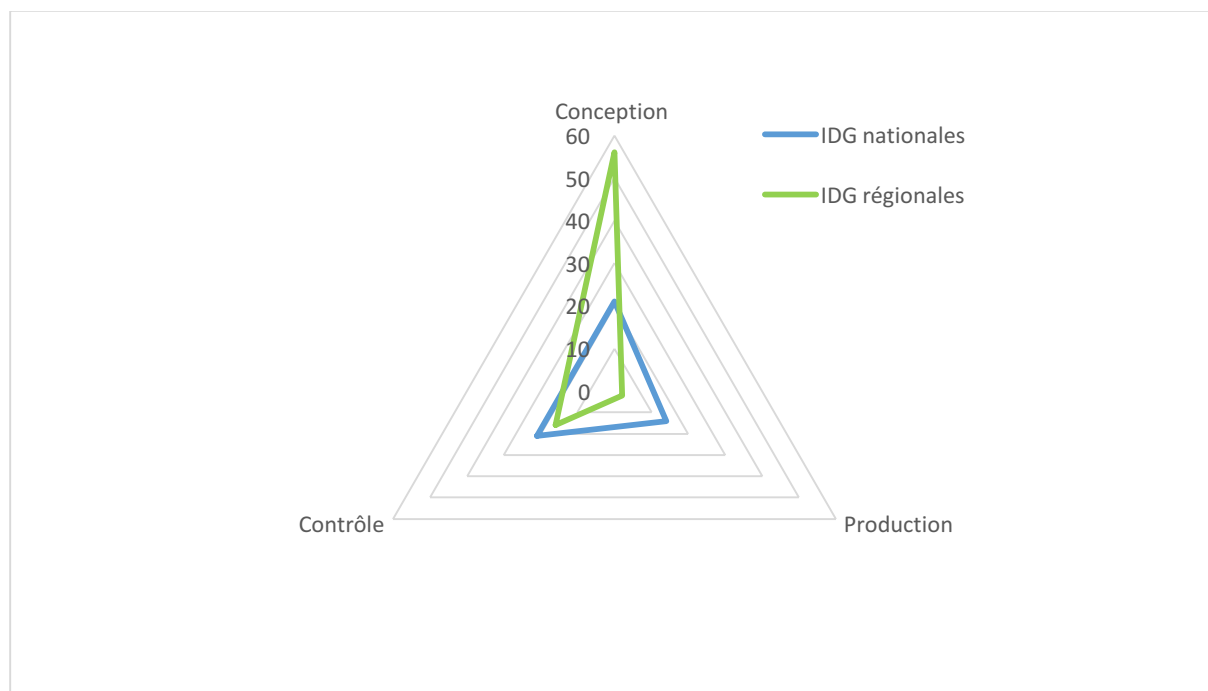 Conception
60
50
40
30
20
10
0
IDG nationales
IDG régionales
Contrôle
Production